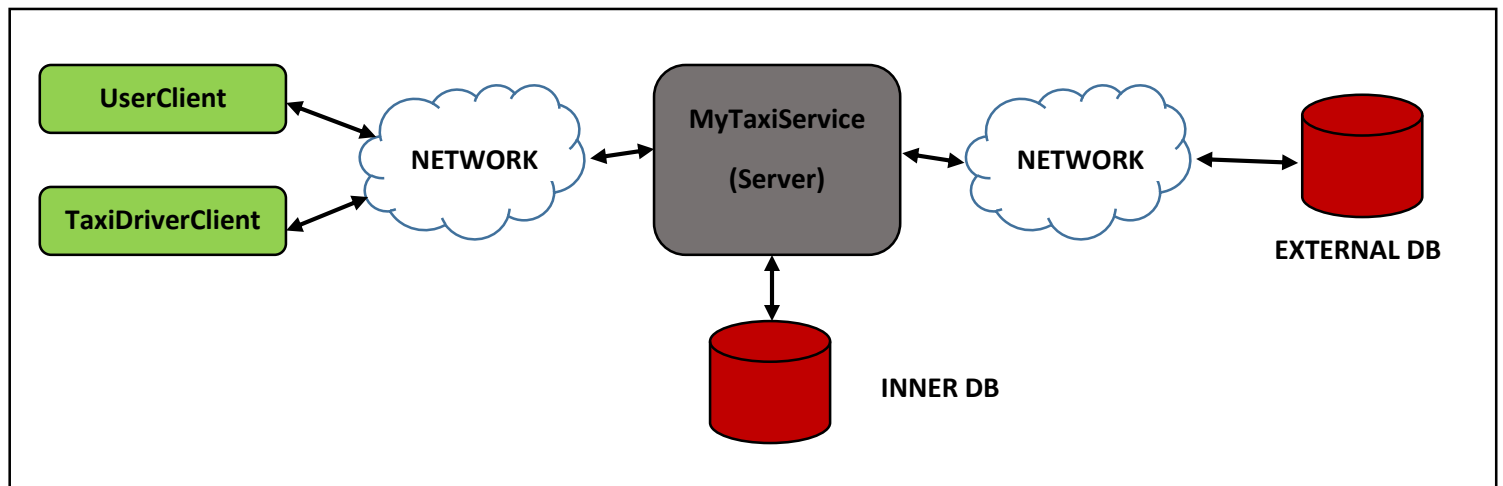 UserClient
TaxiDriverClient
NETWORK
MyTaxiService
(Server)
NETWORK
EXTERNAL DB
INNER DB